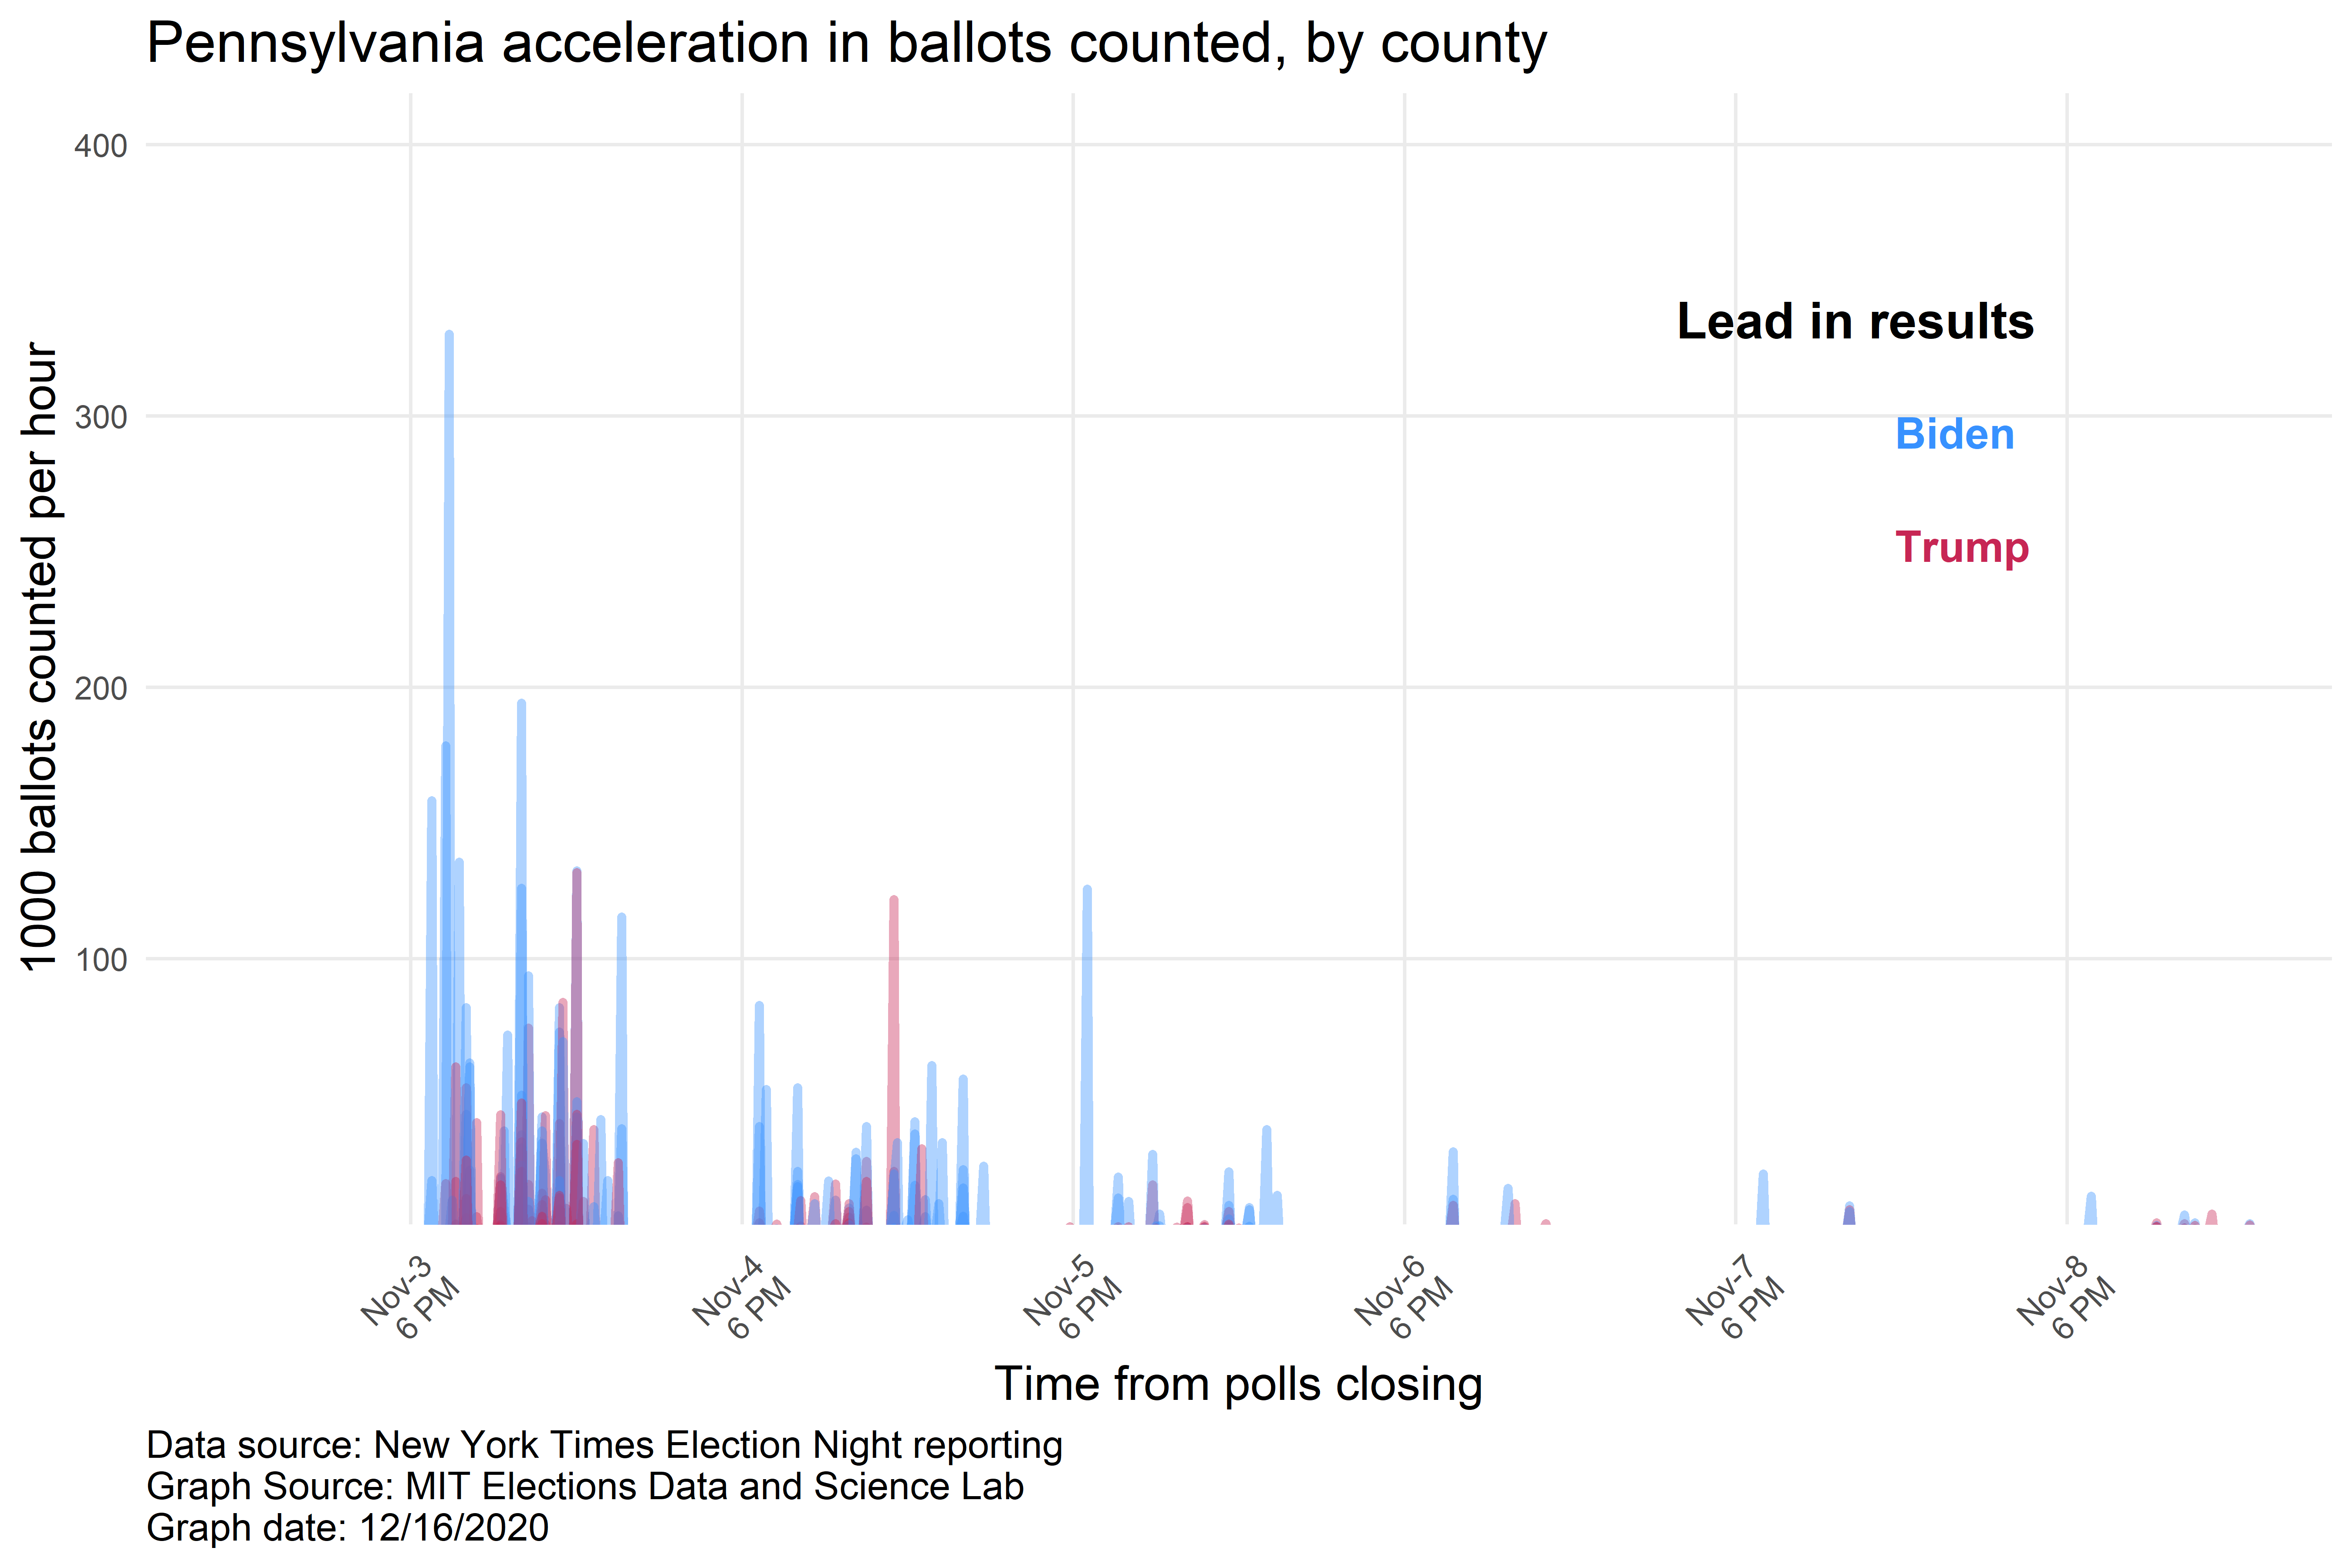 Pennsylvania acceleration in ballots counted, by county
1000 ballots counted per hour
400
300
200
100
Lead in results
Biden
Trump
Nov-3
6 PM
Nov-4
6 PM
Nov-5
6 PM
Nov-6
6 PM
Nov-7
6 PM
Nov-8
6 PM
Time from polls closing
Data source: New York Times Election Night reporting
Graph Source: MIT Elections Data and Science Lab
Graph date: 12/16/2020